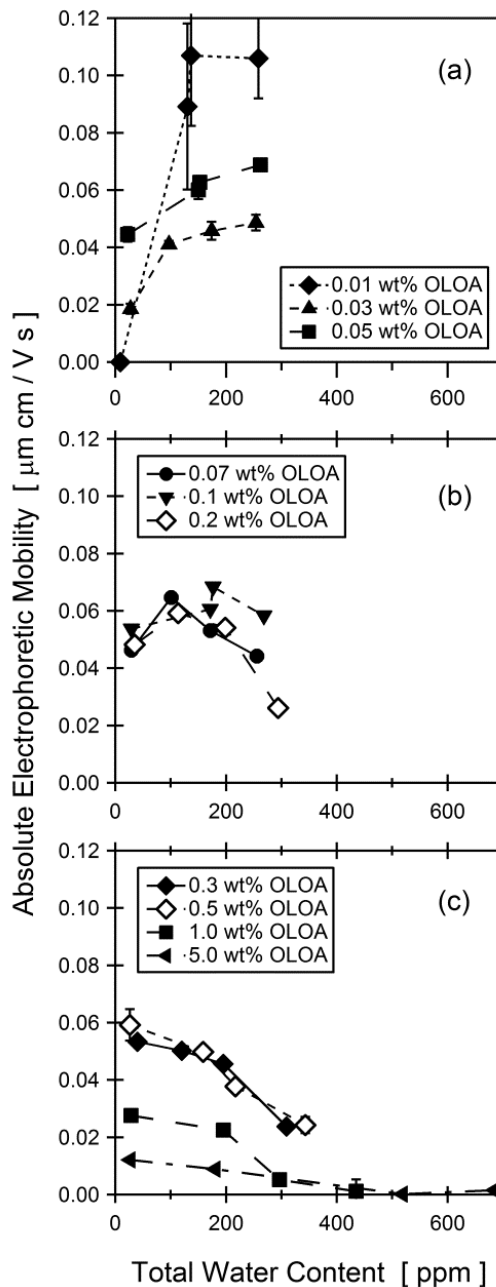 Absolute Electrophoretic Mobility [ μm cm / V s ]
0.12
0.10
0.08
0.06
0.04
0.02
0.00
(a)
0.01 wt% OLOA
0.03 wt% OLOA
0.05 wt% OLOA
0
200
400
600
0.12
0.10
0.08
0.06
0.04
0.02
0.00
(b)
0.07 wt% OLOA
0.1 wt% OLOA
0.2 wt% OLOA
0
200
400
600
0.12
0.10
0.08
0.06
0.04
0.02
0.00
(c)
0.3 wt% OLOA
0.5 wt% OLOA
1.0 wt% OLOA
5.0 wt% OLOA
0
200
400
600
Total Water Content [ ppm ]